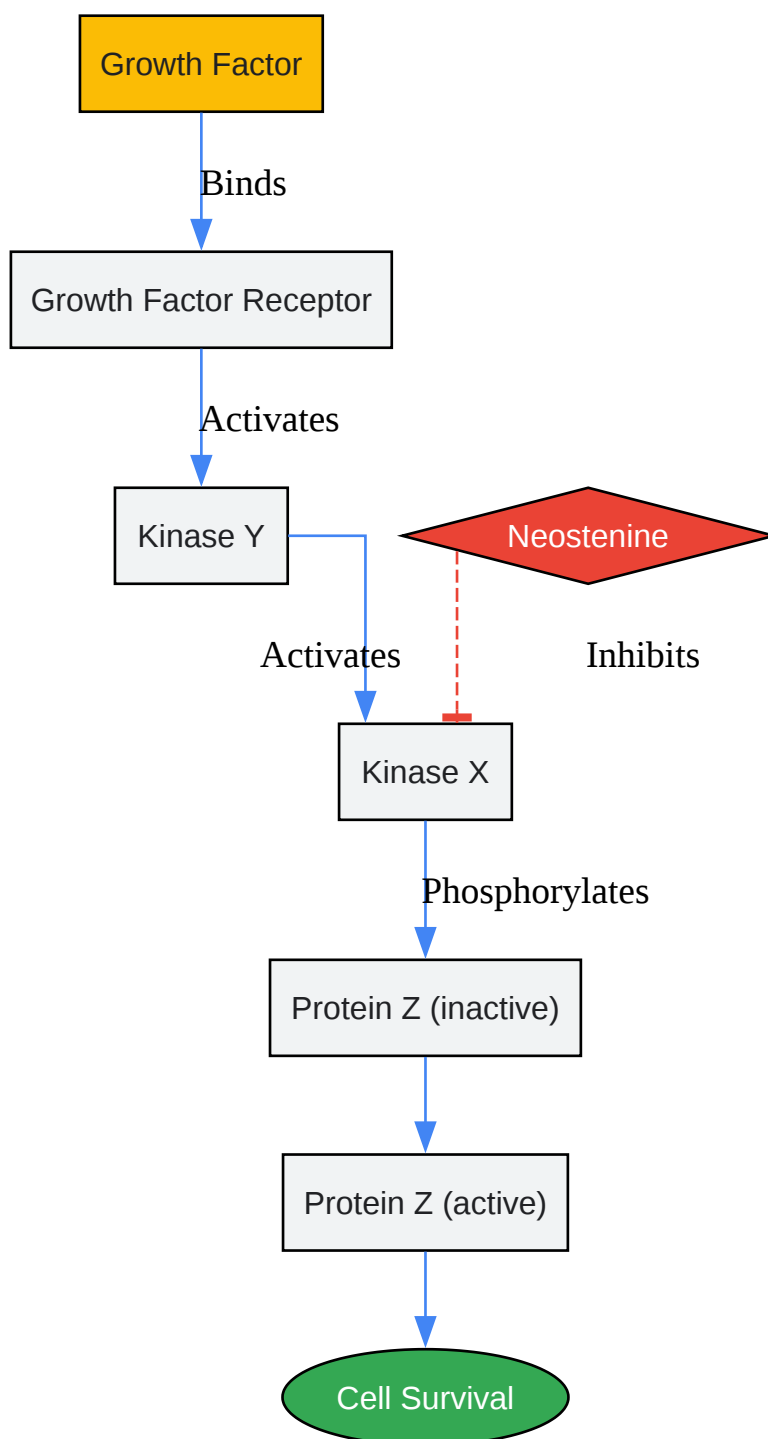 Growth Factor
Binds
Growth Factor Receptor
Activates
Kinase Y
Neostenine
Activates
Inhibits
Kinase X
Phosphorylates
Protein Z (inactive)
Protein Z (active)
Cell Survival